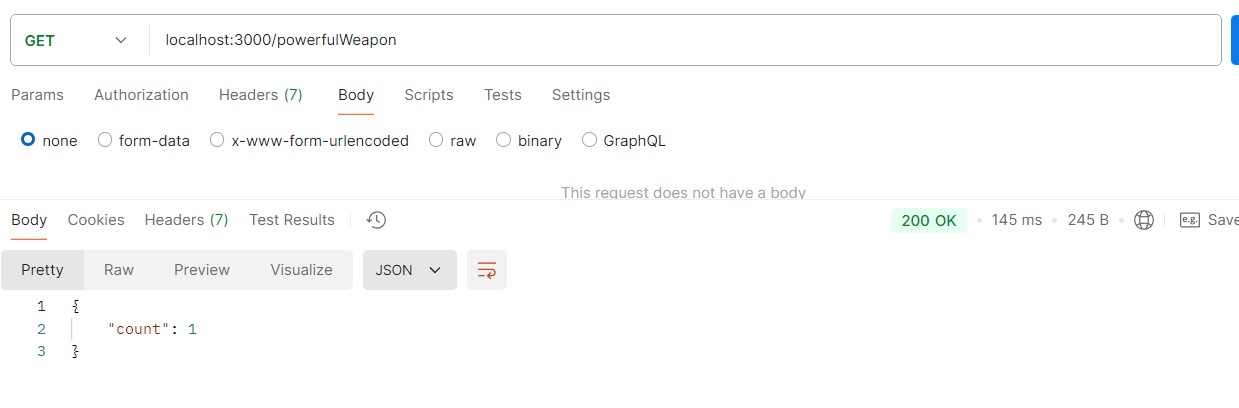 GET localhost:3000/powerfulWeapon
Params Authorization Headers (7) Body Scripts Tests Settings
none form-data x-www-form-urlencoded raw binary GraphQL
This request does not have a body
Body Cookies Headers (7) Test Results 200 OK 145 ms 245 B e.g. Save
Pretty Raw Preview Visualize JSON
1 {
2 "count": 1
3 }